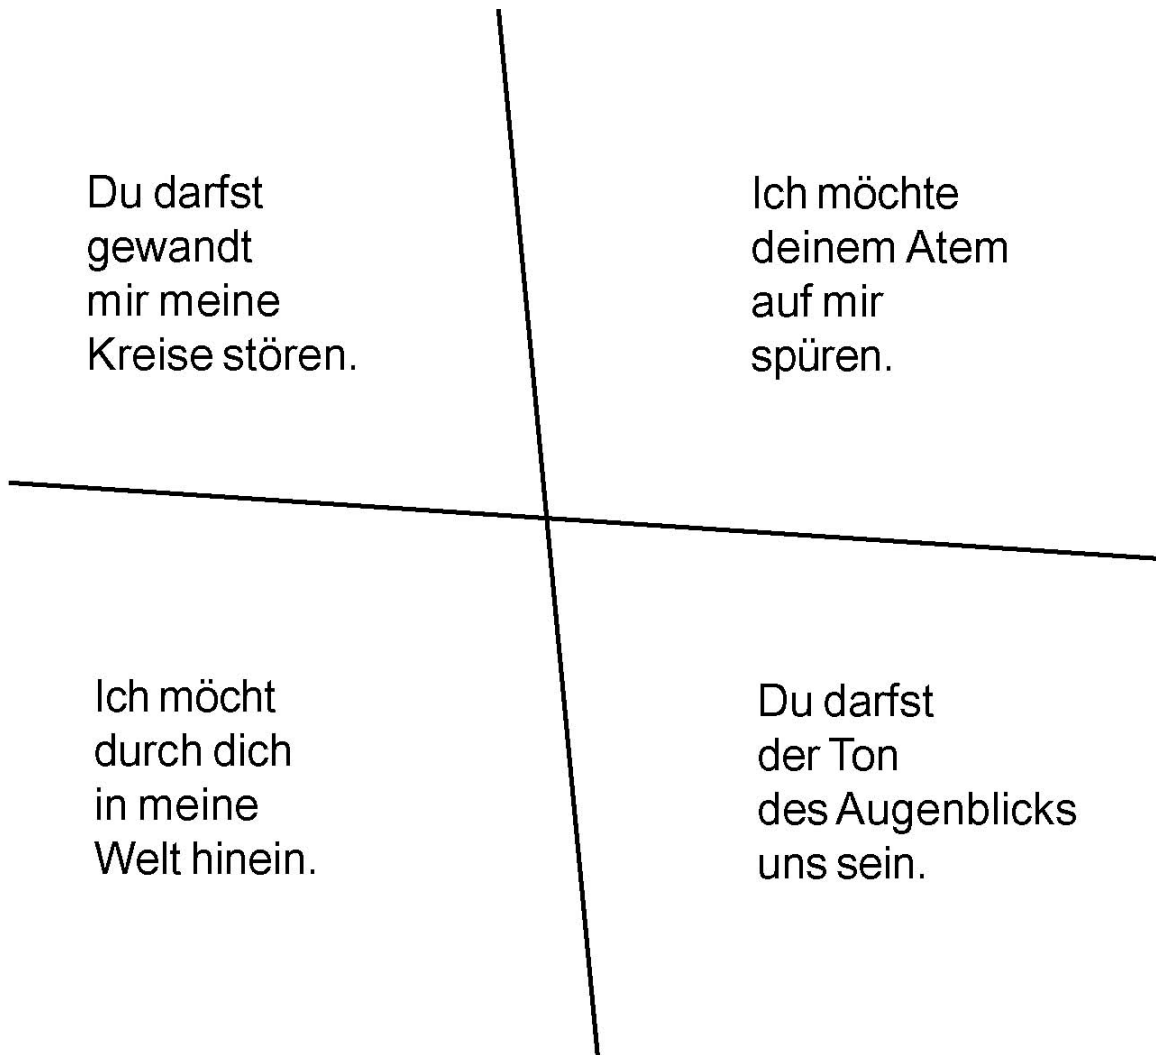 Du darfst
gewandt
mir meine
Kreise stören.
Ich möchte
deinem Atem
auf mir
spüren.
Ich möcht
durch dich
in meine
Welt hinein.
Du darfst
der Ton
des Augenblicks
uns sein.